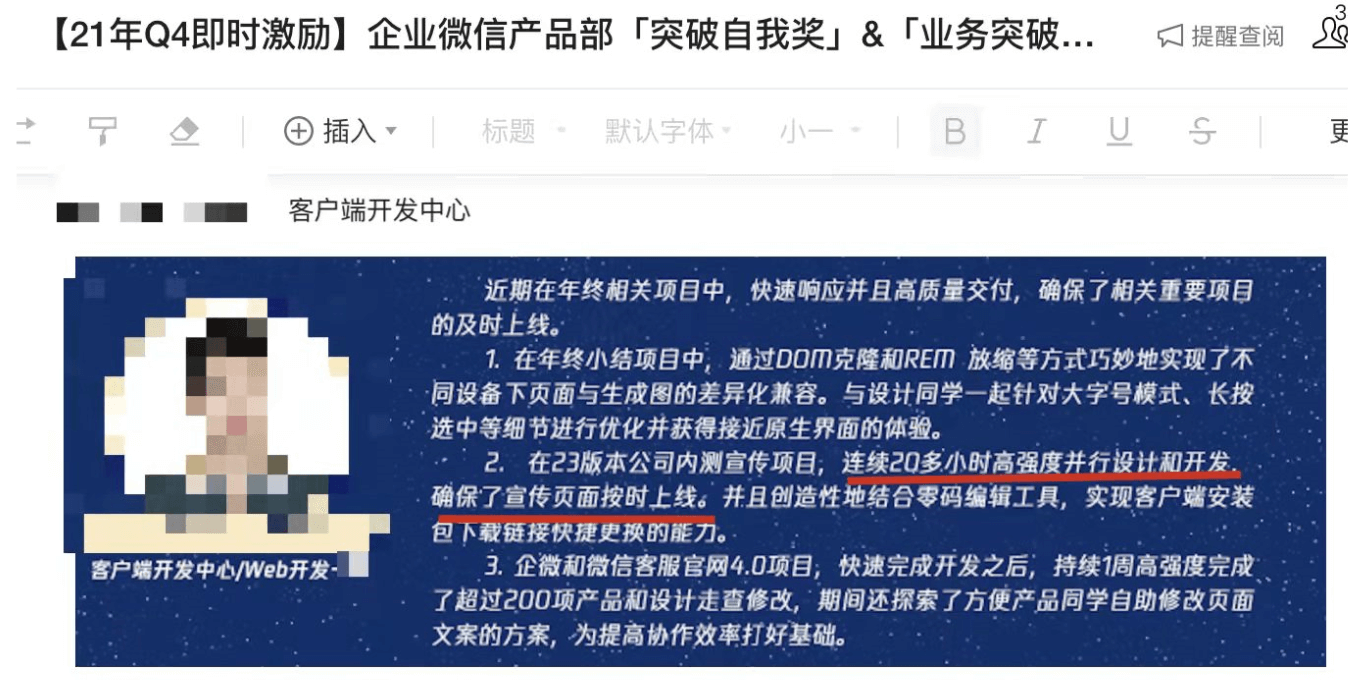 【21年Q4即时激励】企业微信产品部「突破自我奖」&「业务突破...
提醒查阅
3
插入
标题
默认字体
小一
B
I
U
S
更
客户端开发中心
近期在年终相关项目中，快速响应并且高质量交付，确保了相关重要项目
的及时上线。
1. 在年终小结项目中，通过DOM克隆和REM 放缩等方式巧妙地实现了不
同设备下页面与生成图的差异化兼容。与设计同学一起针对大字号模式、长按
选中等细节进行优化并获得接近原生界面的体验。
2. 在23版本公司内测宣传项目，连续20多小时高强度并行设计和开发，
确保了宣传页面按时上线。并且创造性地结合零码编辑工具，实现客户端安装
包下载链接快捷更换的能力。
3. 企微和微信客服官网4.0项目，快速完成开发之后，持续1周高强度完成
了超过200项产品和设计走查修改，期间还探索了方便产品同学自助修改页面
文案的方案，为提高协作效率打好基础。
客户端开发中心/Web开发一